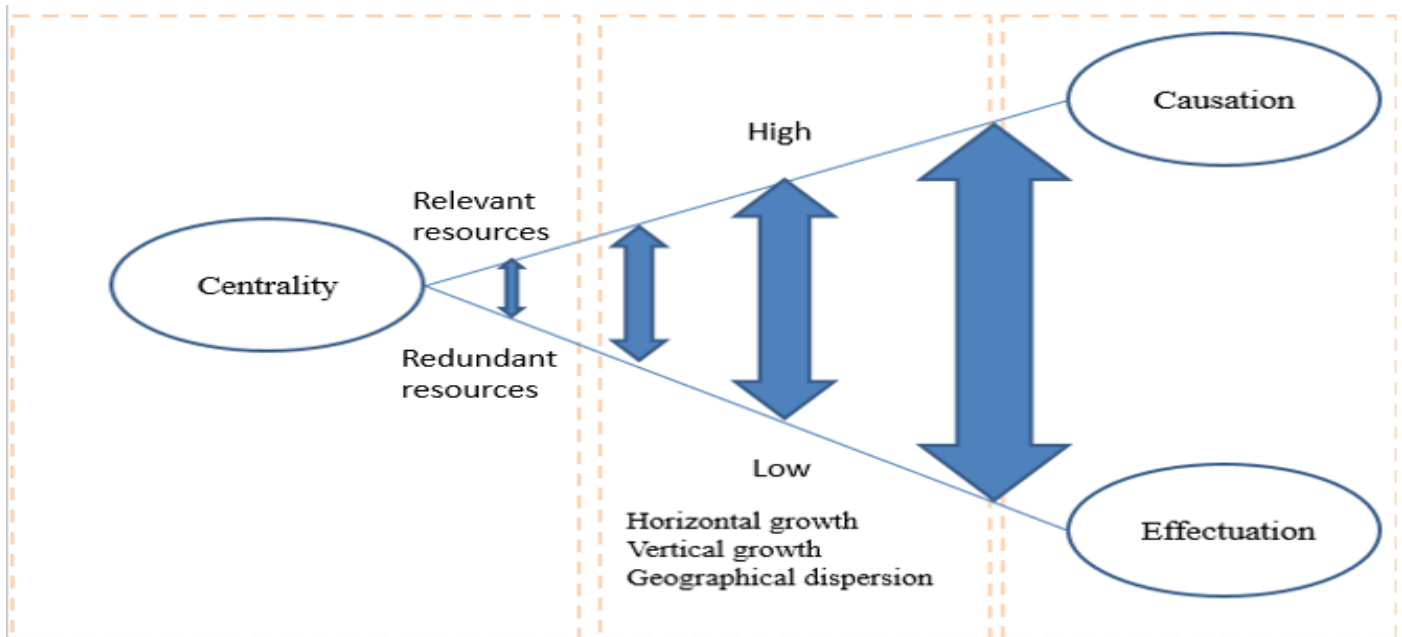 Causation
High
Relevant
resources
Centrality
Redundant
resources
Low
Horizontal growth
Vertical growth
Geographical dispersion
Effectuation